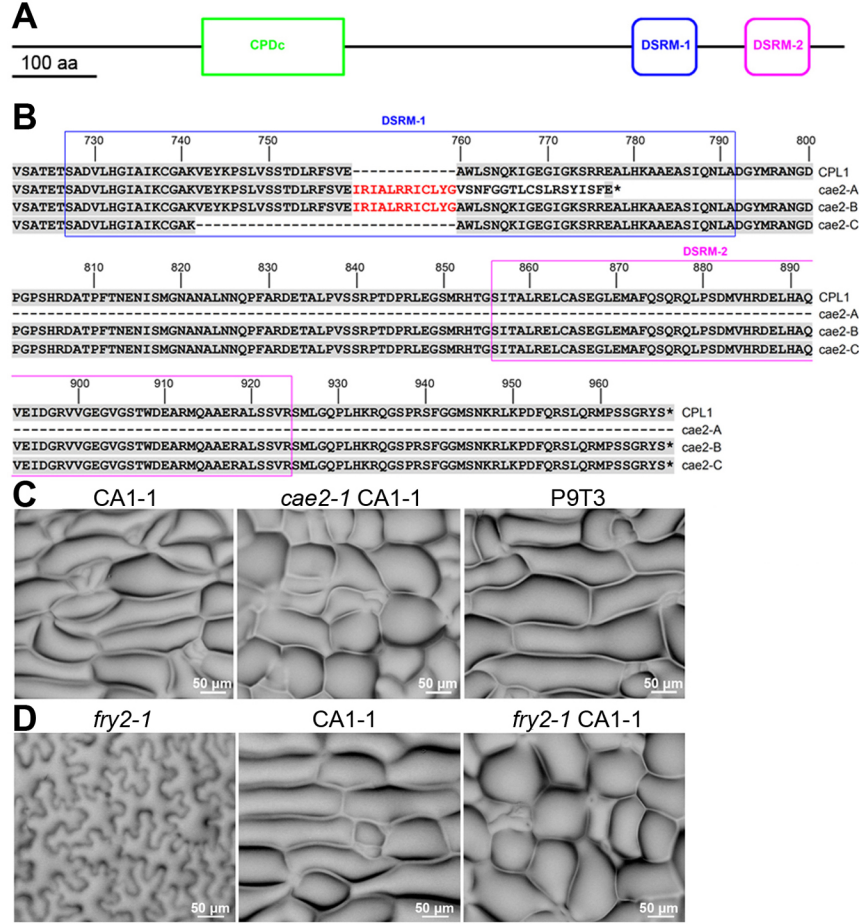 A
CPDc
DSRM-1
DSRM-2
100 aa
B
DSRM-1
730 740 750 760 770 780 790 800
VSATETSADVLHGIAIKCGAKVEYKPSLVSSTDLRFSVE------------AWLSNQKIGEGIGKSRREALHKAAEASIQNLADGYMRANGD CPL1
VSATETSADVLHGIAIKCGAKVEYKPSLVSSTDLRFSVEIRIALRRICLYGVSNFGGTLCSLRSYISFE* cae2-A
VSATETSADVLHGIAIKCGAKVEYKPSLVSSTDLRFSVEIRIALRRICLYGAWLSNQKIGEGIGKSRREALHKAAEASIQNLADGYMRANGD cae2-B
VSATETSADVLHGIAIKCGAK------------------------------AWLSNQKIGEGIGKSRREALHKAAEASIQNLADGYMRANGD cae2-C
DSRM-2
810 820 830 840 850 860 870 880 890
PGPSHRDATPFTNENISMGNANALNNQPFARDETALPVSSRPTDPRLEGSMRHTGSITALRELCASEGLEMAFQSQRQLPSDMVHRDELHAQ CPL1
-------------------------------------------------------------------------------------------- cae2-A
PGPSHRDATPFTNENISMGNANALNNQPFARDETALPVSSRPTDPRLEGSMRHTGSITALRELCASEGLEMAFQSQRQLPSDMVHRDELHAQ cae2-B
PGPSHRDATPFTNENISMGNANALNNQPFARDETALPVSSRPTDPRLEGSMRHTGSITALRELCASEGLEMAFQSQRQLPSDMVHRDELHAQ cae2-C
900 910 920 930 940 950 960
VEIDGRVVGEGVGSTWDEARMQAAERALSSVRSMLGQPLHKRQGSPRSFGGMSNKRLKPDFQRSLQRMPSSGRYS* CPL1
---------------------------------------------------------------------------- cae2-A
VEIDGRVVGEGVGSTWDEARMQAAERALSSVRSMLGQPLHKRQGSPRSFGGMSNKRLKPDFQRSLQRMPSSGRYS* cae2-B
VEIDGRVVGEGVGSTWDEARMQAAERALSSVRSMLGQPLHKRQGSPRSFGGMSNKRLKPDFQRSLQRMPSSGRYS* cae2-C
C
CA1-1
cae2-1 CA1-1
P9T3
50 µm
50 µm
50 µm
D
fry2-1
CA1-1
fry2-1 CA1-1
50 µm
50 µm
50 µm